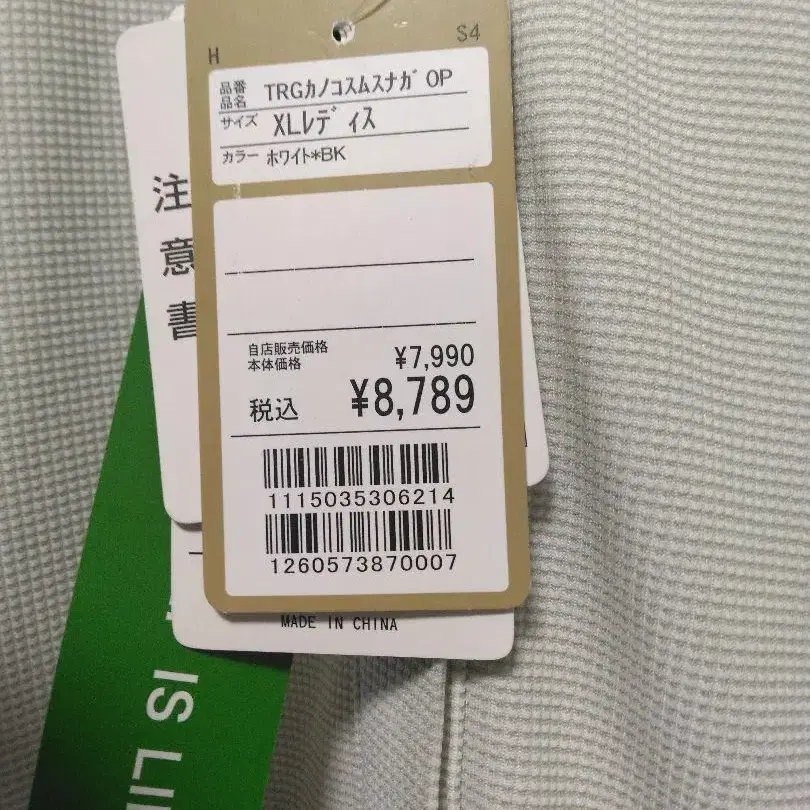 H
S4
品番
品名 TRGカノコスムスナガ OP
サイズ XLレディス
カラー ホワイト*BK
自店販売価格
本体価格 ¥7,990
税込 ¥8,789
1115035306214
1260573870007
MADE IN CHINA
注意書
IS